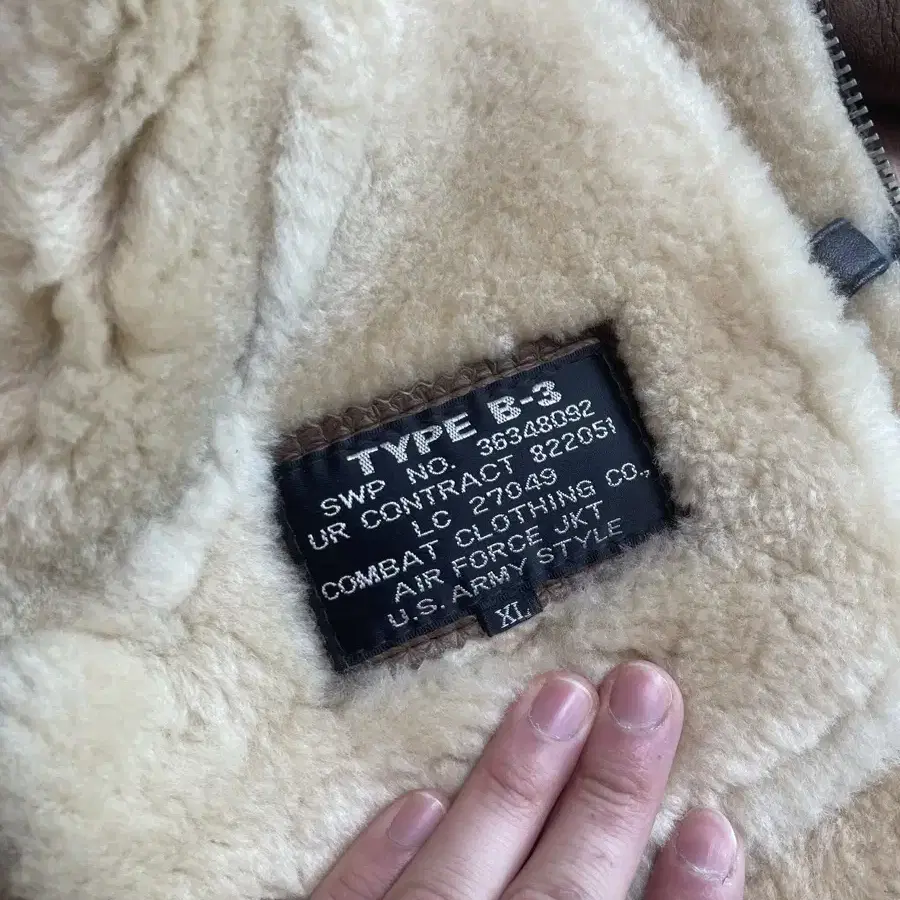 TYPE B-3
SWP NO. 36348092
UR CONTRACT 822051
LC 27049
COMBAT CLOTHING CO.,
AIR FORCE JKT
U.S. ARMY STYLE
XL